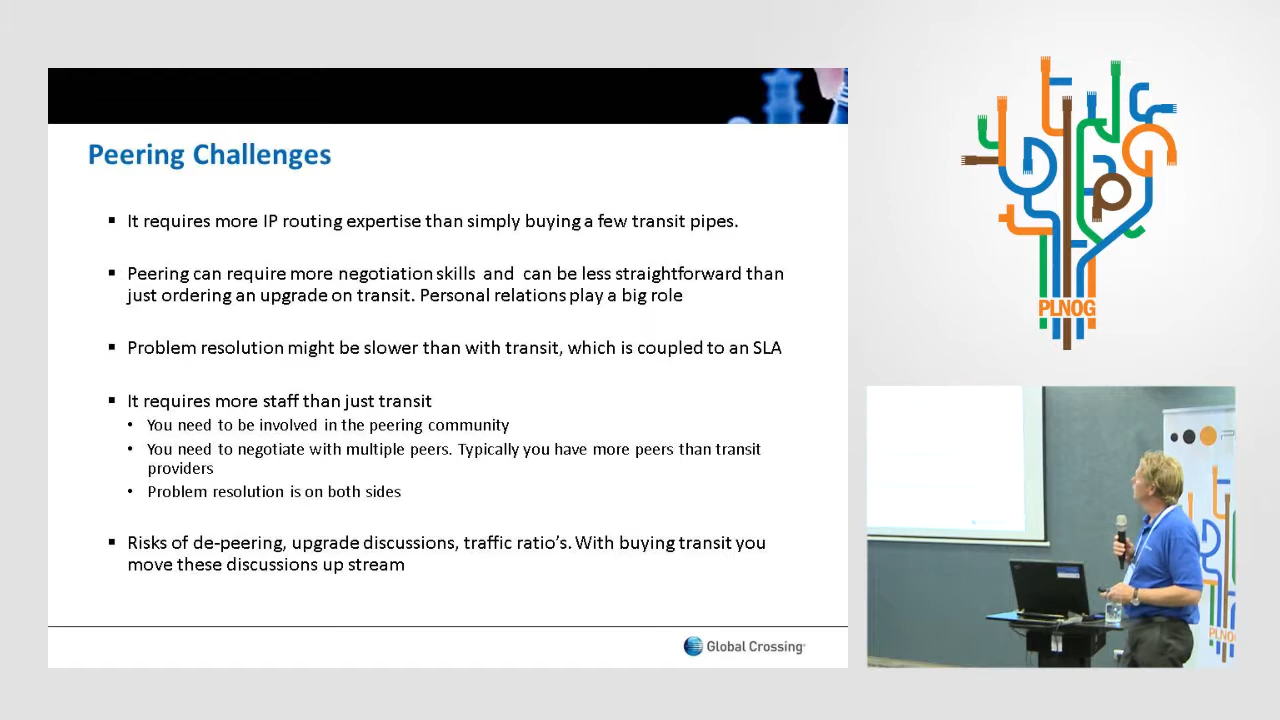 Peering Challenges
▪ It requires more IP routing expertise than simply buying a few transit pipes.
▪ Peering can require more negotiation skills and can be less straightforward than
just ordering an upgrade on transit. Personal relations play a big role
▪ Problem resolution might be slower than with transit, which is coupled to an SLA
▪ It requires more staff than just transit
• You need to be involved in the peering community
• You need to negotiate with multiple peers. Typically you have more peers than transit
providers
• Problem resolution is on both sides
▪ Risks of de-peering, upgrade discussions, traffic ratio's. With buying transit you
move these discussions up stream
Global Crossing
PLNOG